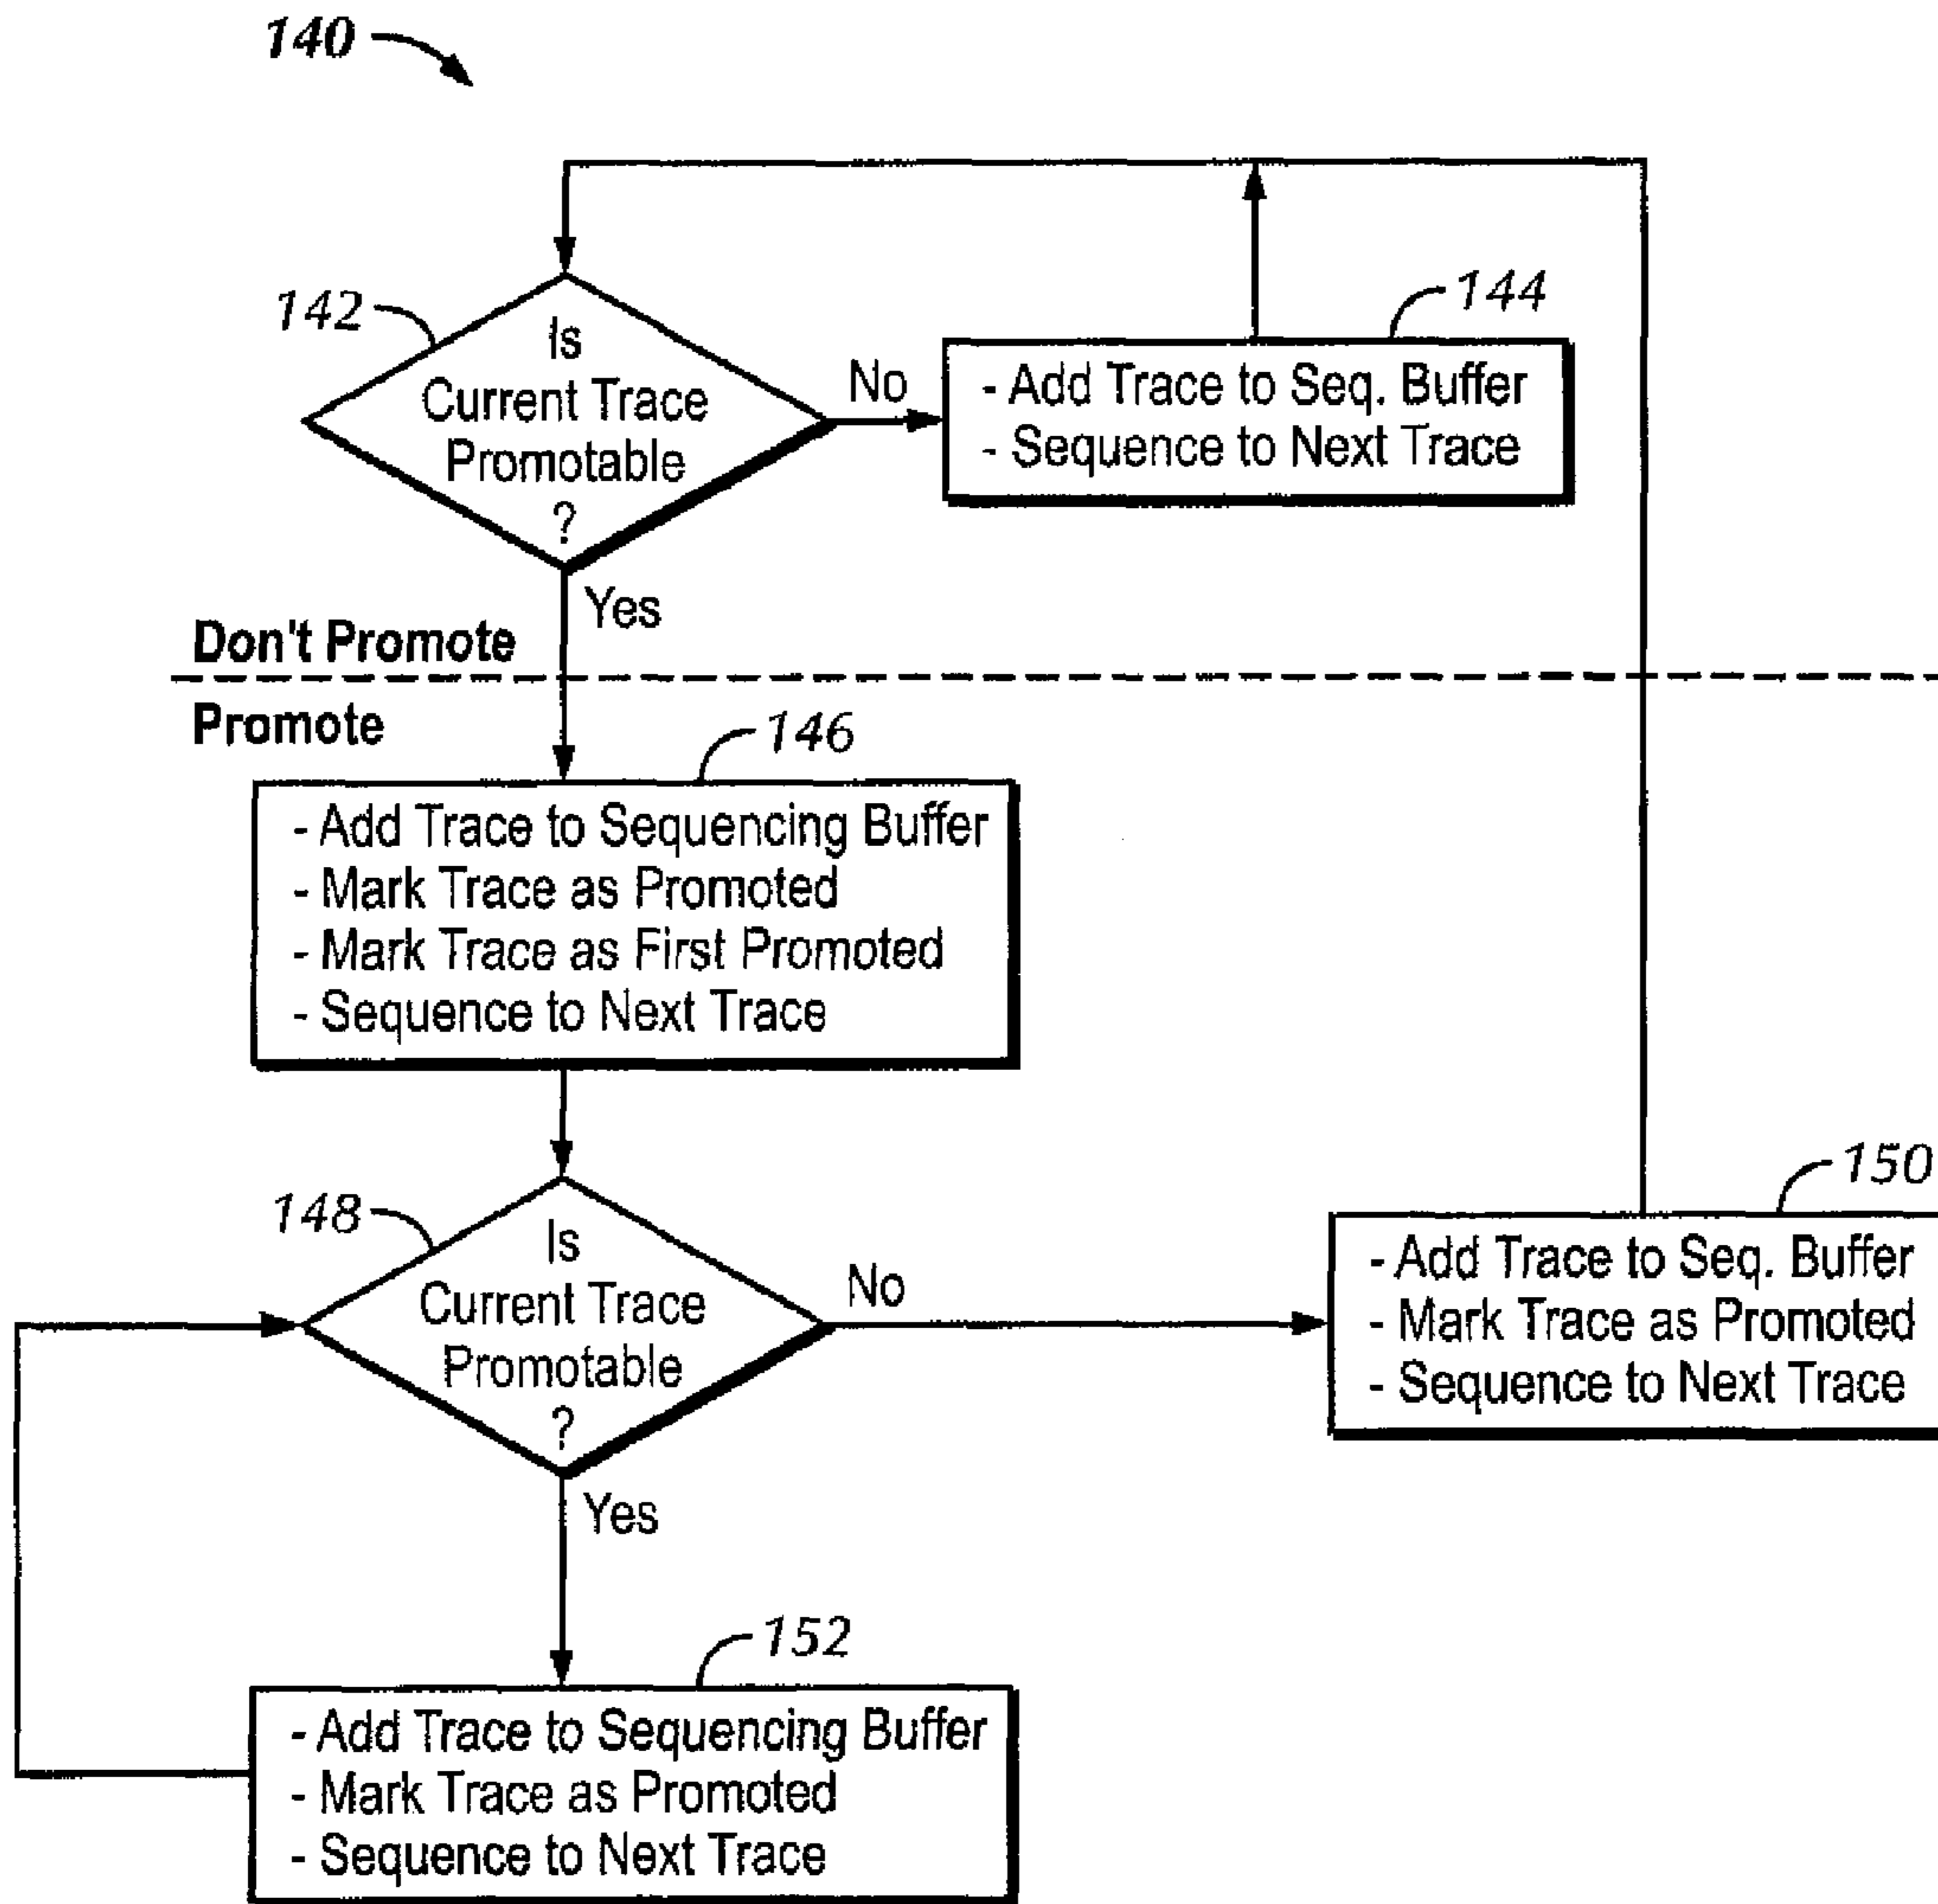 140
142
Is
Current Trace
Promotable
?
No
144
- Add Trace to Seq. Buffer
- Sequence to Next Trace
Yes
Don't Promote
Promote
146
- Add Trace to Sequencing Buffer
- Mark Trace as Promoted
- Mark Trace as First Promoted
- Sequence to Next Trace
148
Is
Current Trace
Promotable
?
No
150
- Add Trace to Seq. Buffer
- Mark Trace as Promoted
- Sequence to Next Trace
Yes
152
- Add Trace to Sequencing Buffer
- Mark Trace as Promoted
- Sequence to Next Trace